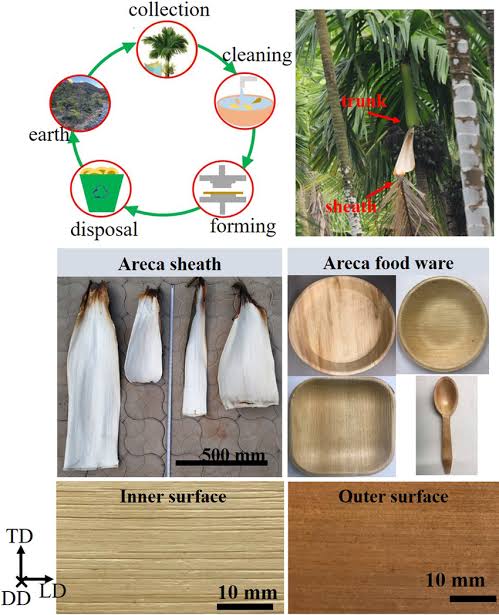 collection
cleaning
earth
disposal
forming
trunk
sheath
Areca sheath
Areca food ware
500 mm
Inner surface
Outer surface
TD
DD
LD
10 mm
10 mm